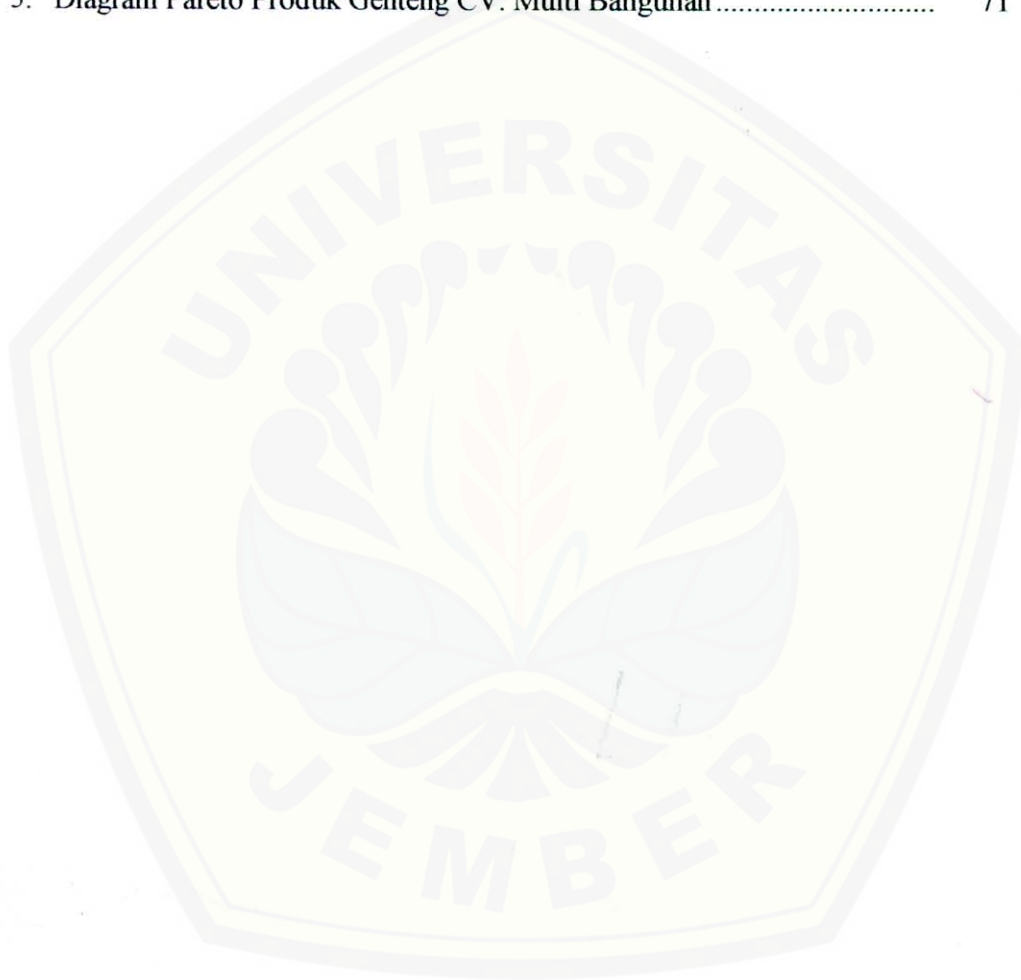 5. Diagram Pareto Produk Genteng CV. Multi Bangunan ............................ 71
UNIVERSITAS
JEMBER